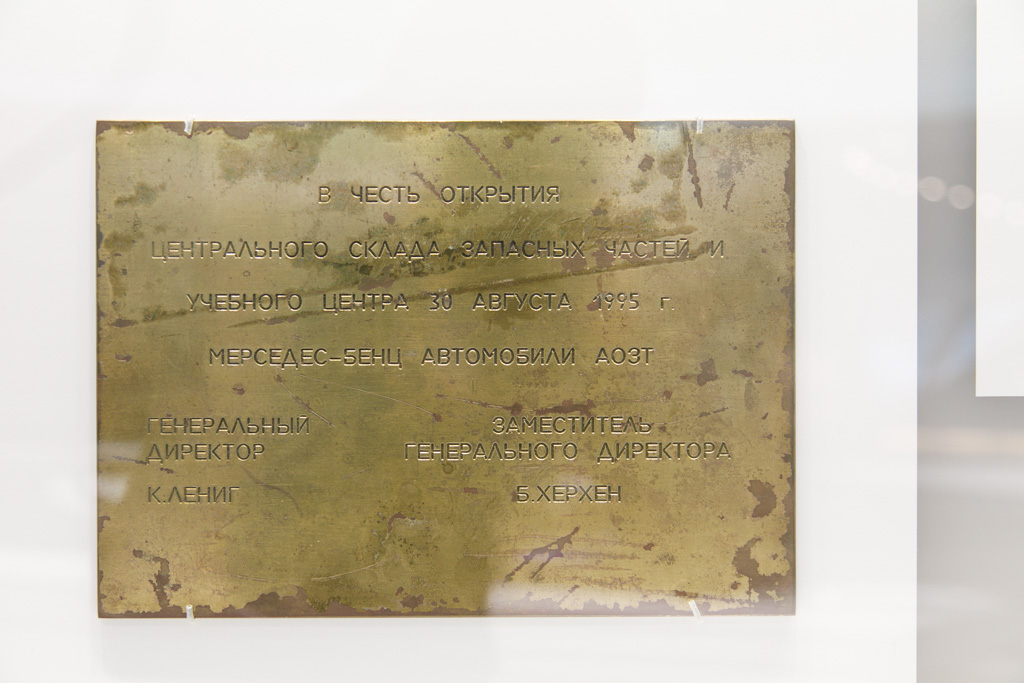 В ЧЕСТЬ ОТКРЫТИЯ
ЦЕНТРАЛЬНОГО СКЛАДА ЗАПАСНЫХ ЧАСТЕЙ И
УЧЕБНОГО ЦЕНТРА 30 АВГУСТА 1995 г.
МЕРСЕДЕС-БЕНЦ АВТОМОБИЛИ АОЗТ
ГЕНЕРАЛЬНЫЙ
ДИРЕКТОР
К.ЛЕНИГ
ЗАМЕСТИТЕЛЬ
ГЕНЕРАЛЬНОГО ДИРЕКТОРА
Б.ХЕРХЕН